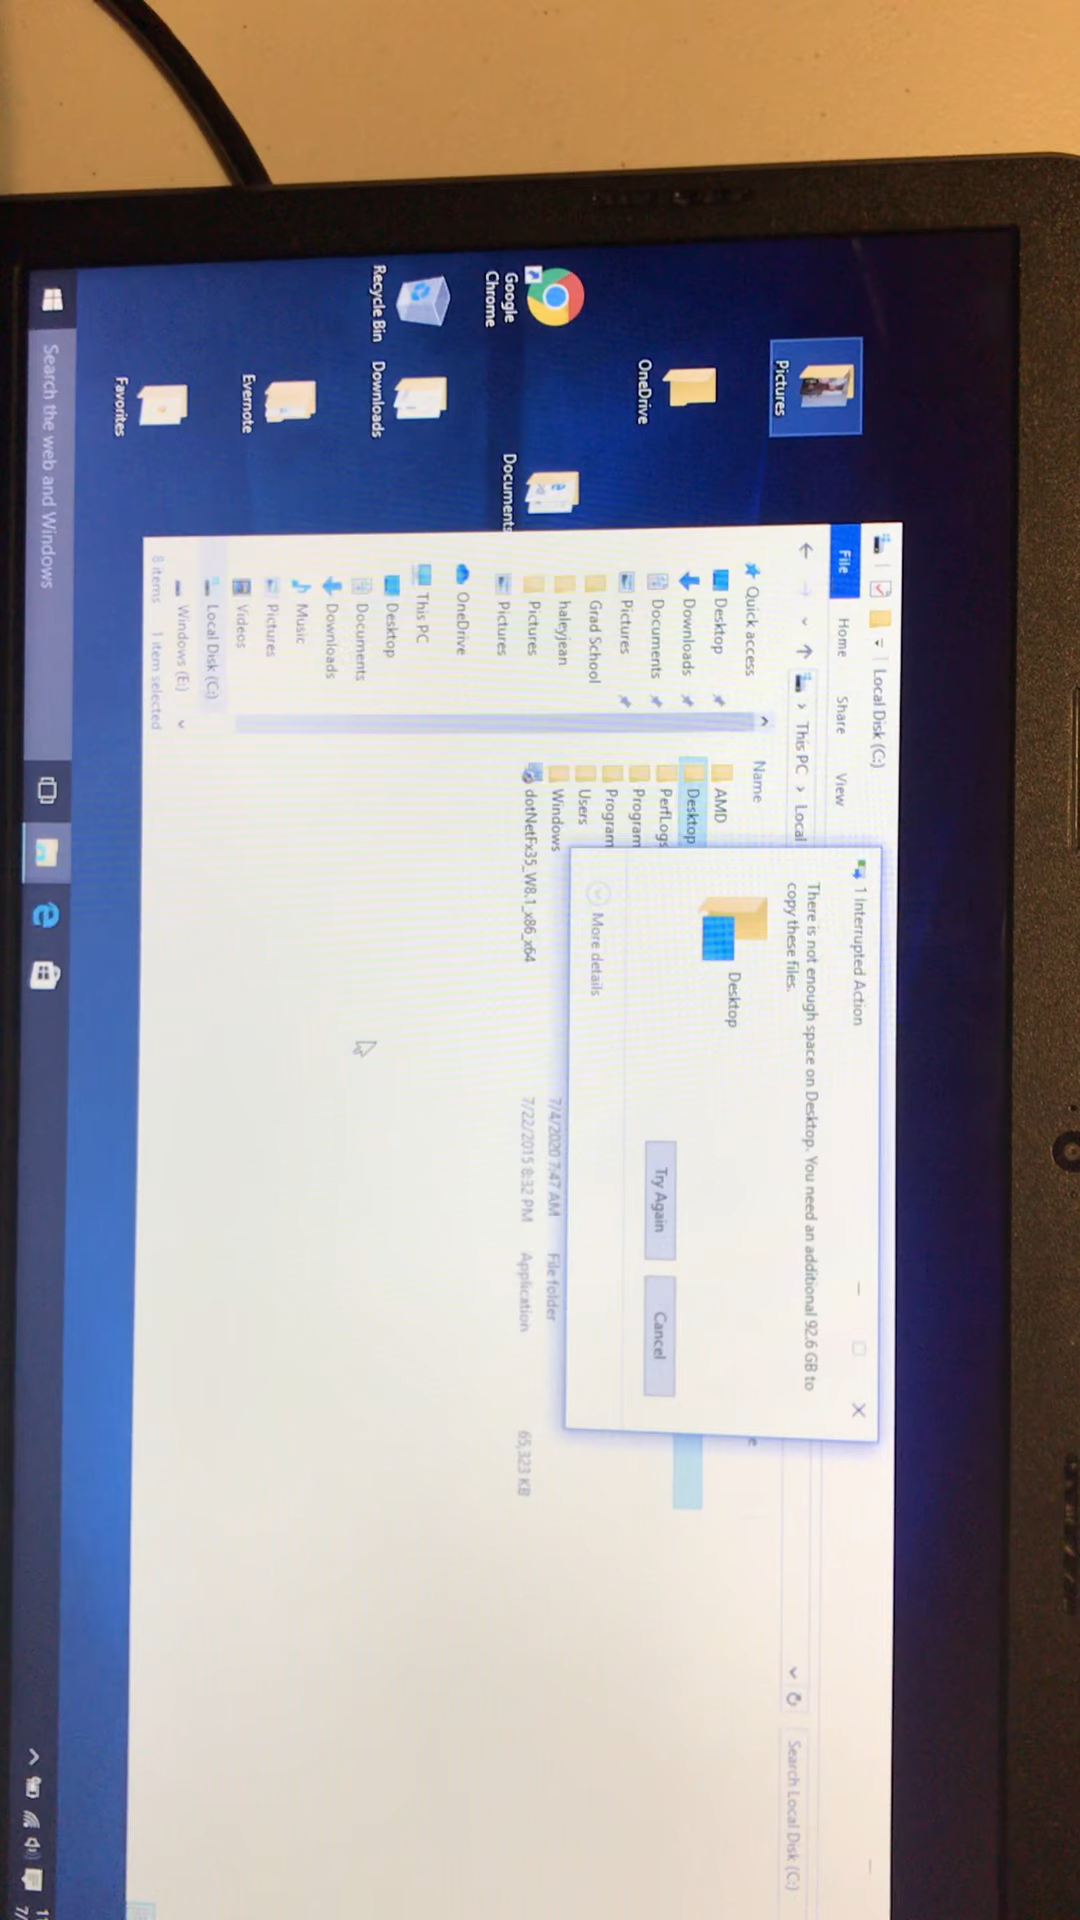 Local Disk (C:)
File
Home
Share
View
This PC
Local
Search Local Disk (C:)
Quick access
Desktop
Downloads
Documents
Pictures
Grad School
haleyjean
Pictures
Pictures
OneDrive
This PC
Desktop
Documents
Downloads
Music
Pictures
Videos
Local Disk (C:)
Windows (E:)
8 items 1 item selected
Name
AMD
Desktop
PerfLogs
Program
Program
Users
Windows 7/4/2020 7:47 AM File folder
dotNetFx35_W8.1_x86_x64 7/22/2015 8:32 PM Application 65,323 KB
1 Interrupted Action
There is not enough space on Desktop. You need an additional 92.6 GB to
copy these files.
Desktop
Try Again
Cancel
More details
Pictures
OneDrive
Google
Chrome
Documents
Recycle Bin
Downloads
Evernote
Favorites
Search the web and Windows